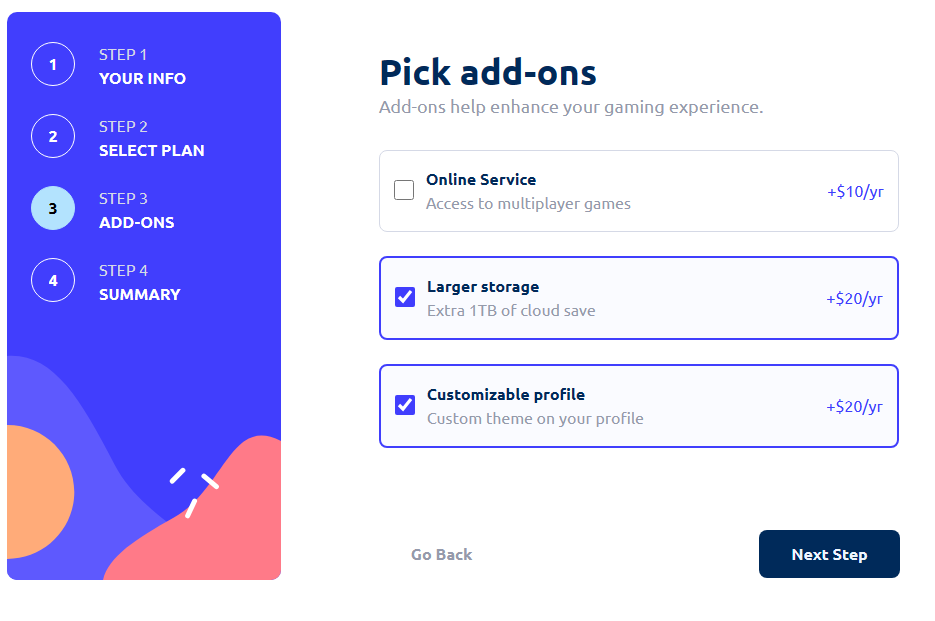 1
STEP 1
YOUR INFO
2
STEP 2
SELECT PLAN
3
STEP 3
ADD-ONS
4
STEP 4
SUMMARY
Pick add-ons
Add-ons help enhance your gaming experience.
Online Service
Access to multiplayer games
+$10/yr
Larger storage
Extra 1TB of cloud save
+$20/yr
Customizable profile
Custom theme on your profile
+$20/yr
Go Back
Next Step